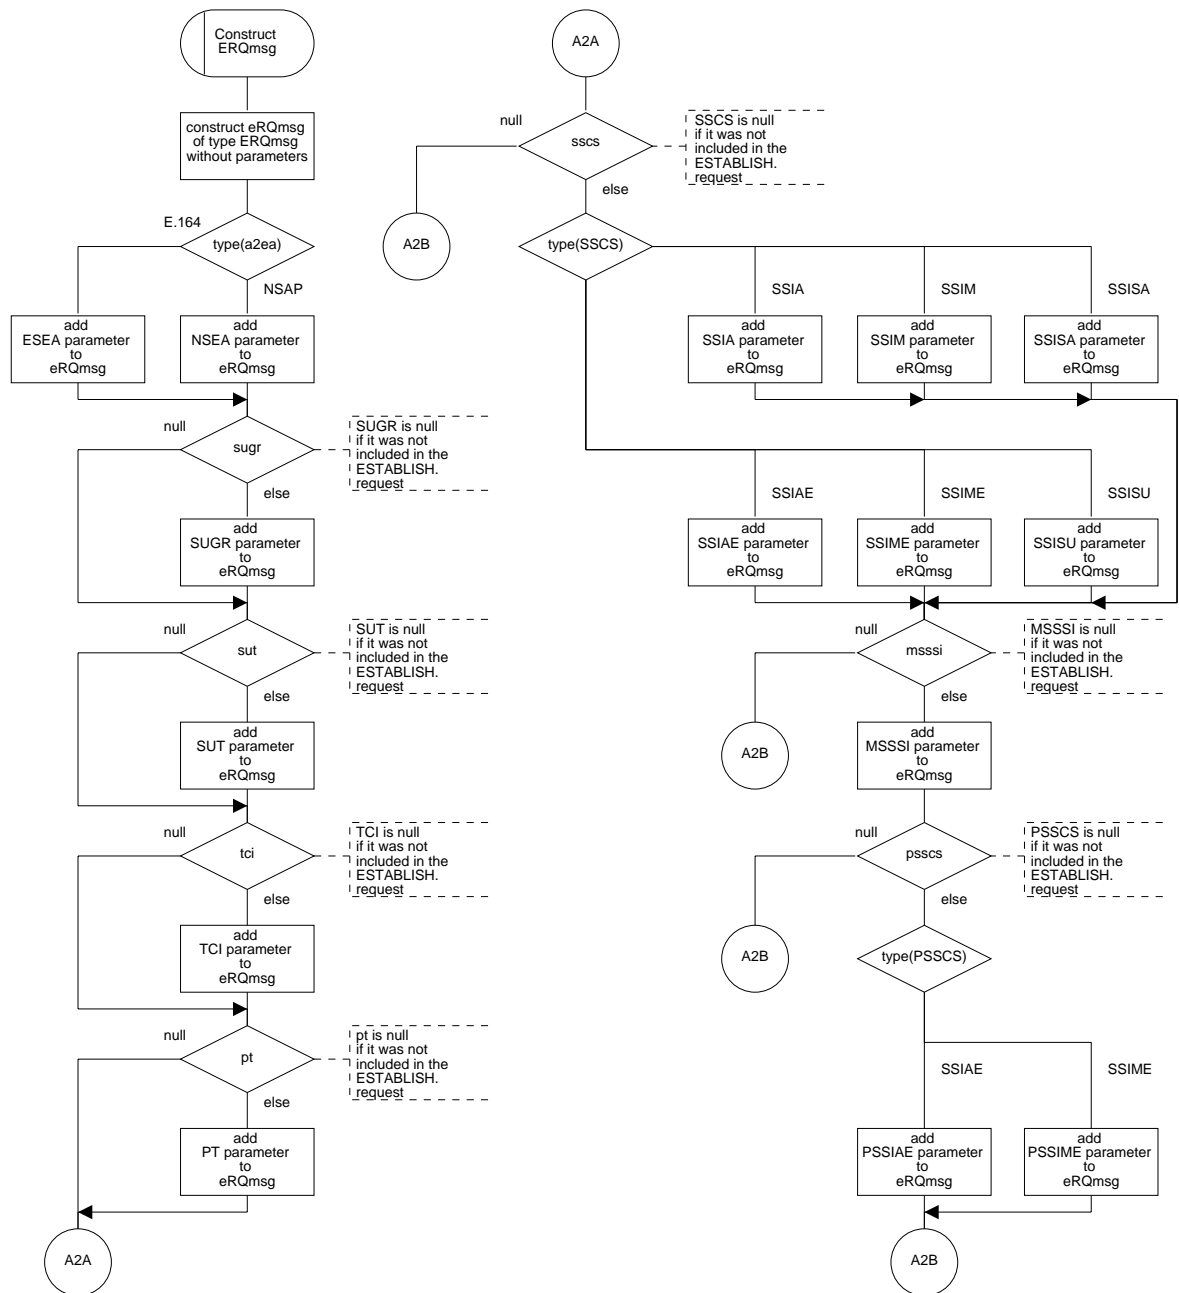 Construct
ERQmsg
construct eRQmsg
of type ERQmsg
without parameters
E.164
type(a2ea)
NSAP
add
ESEA parameter
to
eRQmsg
add
NSEA parameter
to
eRQmsg
null
sugr
SUGR is null
if it was not
included in the
ESTABLISH.
request
else
add
SUGR parameter
to
eRQmsg
null
sut
SUT is null
if it was not
included in the
ESTABLISH.
request
else
add
SUT parameter
to
eRQmsg
null
tci
TCI is null
if it was not
included in the
ESTABLISH.
request
else
add
TCI parameter
to
eRQmsg
null
pt
pt is null
if it was not
included in the
ESTABLISH.
request
else
add
PT parameter
to
eRQmsg
A2A
A2A
null
sscs
SSCS is null
if it was not
included in the
ESTABLISH.
request
else
A2B
type(SSCS)
SSIA
SSIM
SSISA
add
SSIA parameter
to
eRQmsg
add
SSIM parameter
to
eRQmsg
add
SSISA parameter
to
eRQmsg
SSIAE
SSIME
SSISU
add
SSIAE parameter
to
eRQmsg
add
SSIME parameter
to
eRQmsg
add
SSISU parameter
to
eRQmsg
null
msssi
MSSSI is null
if it was not
included in the
ESTABLISH.
request
else
A2B
add
MSSSI parameter
to
eRQmsg
null
psscs
PSSCS is null
if it was not
included in the
ESTABLISH.
request
else
A2B
type(PSSCS)
SSIAE
SSIME
add
PSSIAE parameter
to
eRQmsg
add
PSSIME parameter
to
eRQmsg
A2B